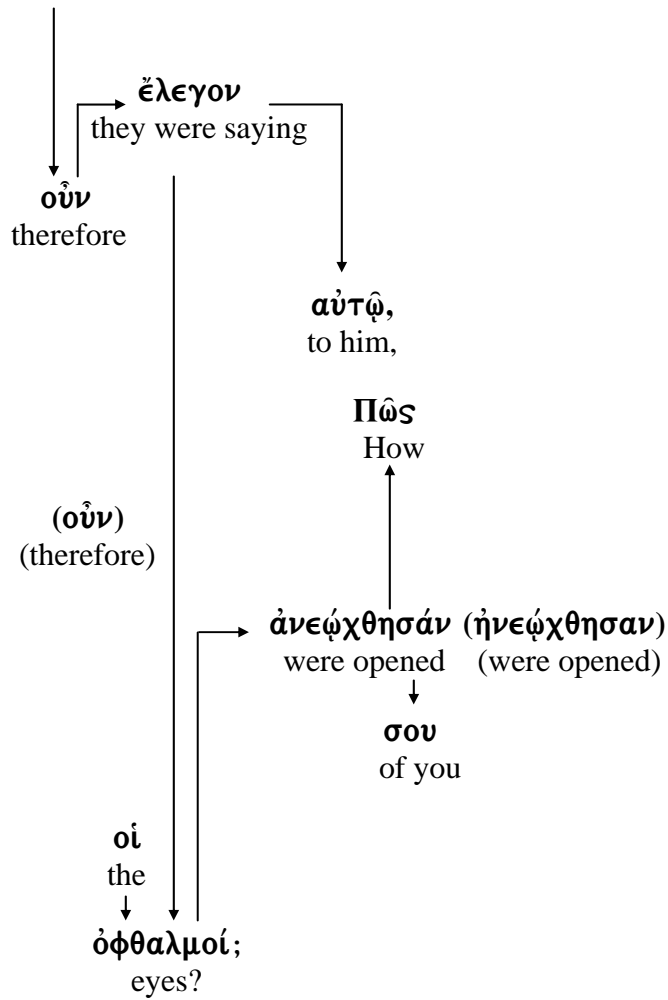 ἔλεγον
they were saying
οὖν
therefore
αὐτῷ,
to him,
Πῶς
How
(οὖν)
(therefore)
ἀνεῴχθησάν (ἠνεῴχθησαν)
were opened (were opened)
σου
of you
οἱ
the
ὀφθαλμοί;
eyes?